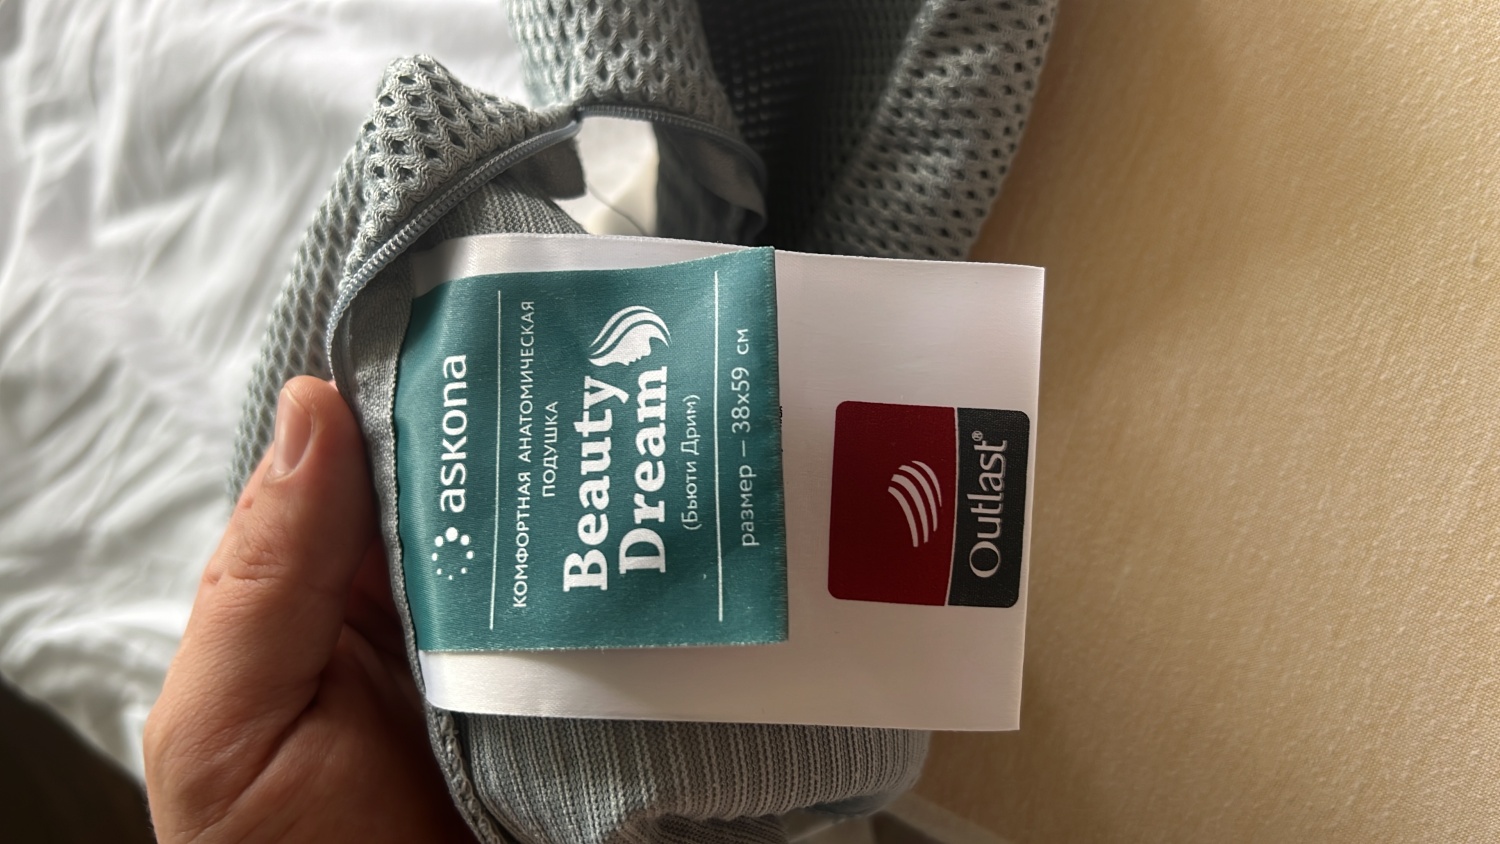 askona
КОМФОРТНАЯ АНАТОМИЧЕСКАЯ
ПОДУШКА
Beauty
Dream
(Бьюти Дрим)
размер — 38x59 см
Outlast®